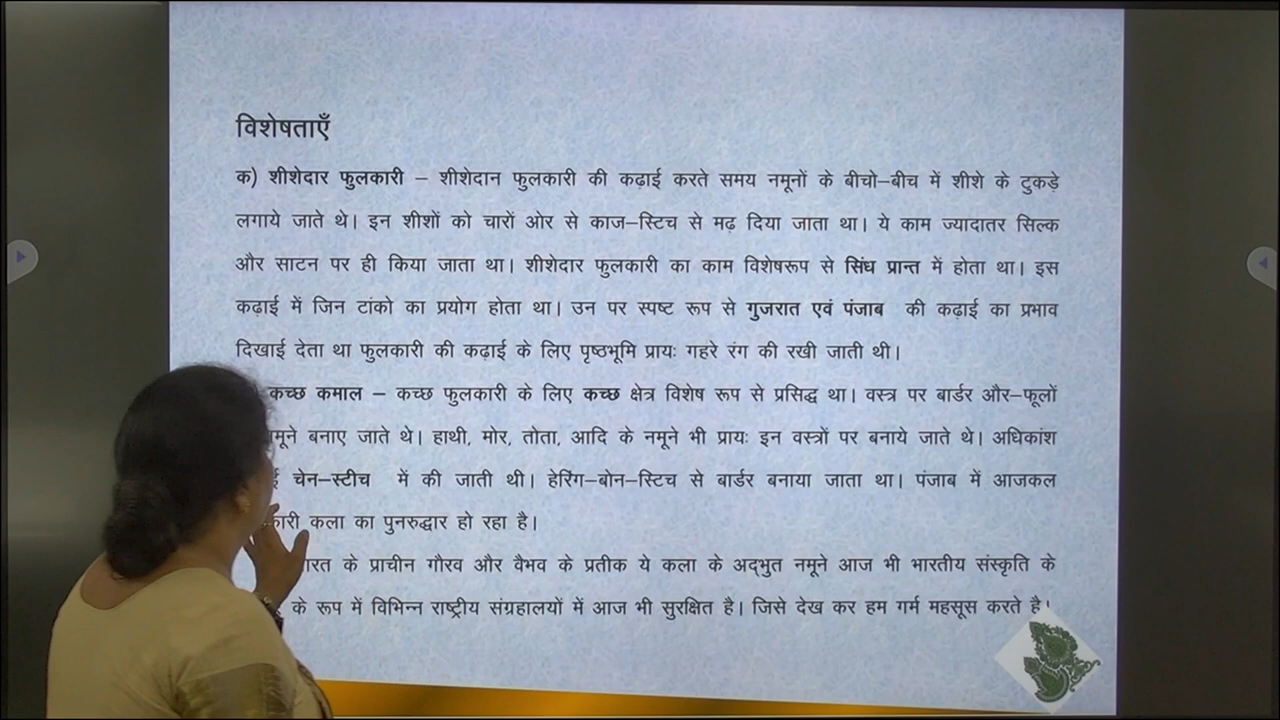 विशेषताएँ
क) शीशेदार फुलकारी – शीशेदान फुलकारी की कढ़ाई करते समय नमूनों के बीचो–बीच में शीशे के टुकड़े
लगाये जाते थे। इन शीशों को चारों ओर से काज–स्टिच से मढ़ दिया जाता था। ये काम ज्यादातर सिल्क
और साटन पर ही किया जाता था। शीशेदार फुलकारी का काम विशेषरूप से सिंध प्रान्त में होता था। इस
कढ़ाई में जिन टांको का प्रयोग होता था। उन पर स्पष्ट रूप से गुजरात एवं पंजाब की कढ़ाई का प्रभाव
दिखाई देता था फुलकारी की कढ़ाई के लिए पृष्ठभूमि प्रायः गहरे रंग की रखी जाती थी।
कच्छ कमाल – कच्छ फुलकारी के लिए कच्छ क्षेत्र विशेष रूप से प्रसिद्ध था। वस्त्र पर बार्डर और–फूलों
बनाए जाते थे। हाथी, मोर, तोता, आदि के नमूने भी प्रायः इन वस्त्रों पर बनाये जाते थे। अधिकांश
चेन–स्टीच में की जाती थी। हेरिंग–बोन–स्टिच से बार्डर बनाया जाता था। पंजाब में आजकल
कला का पुनरुद्धार हो रहा है।
के प्राचीन गौरव और वैभव के प्रतीक ये कला के अद्भुत नमूने आज भी भारतीय संस्कृति के
के रूप में विभिन्न राष्ट्रीय संग्रहालयों में आज भी सुरक्षित है। जिसे देख कर हम गर्म महसूस करते है।